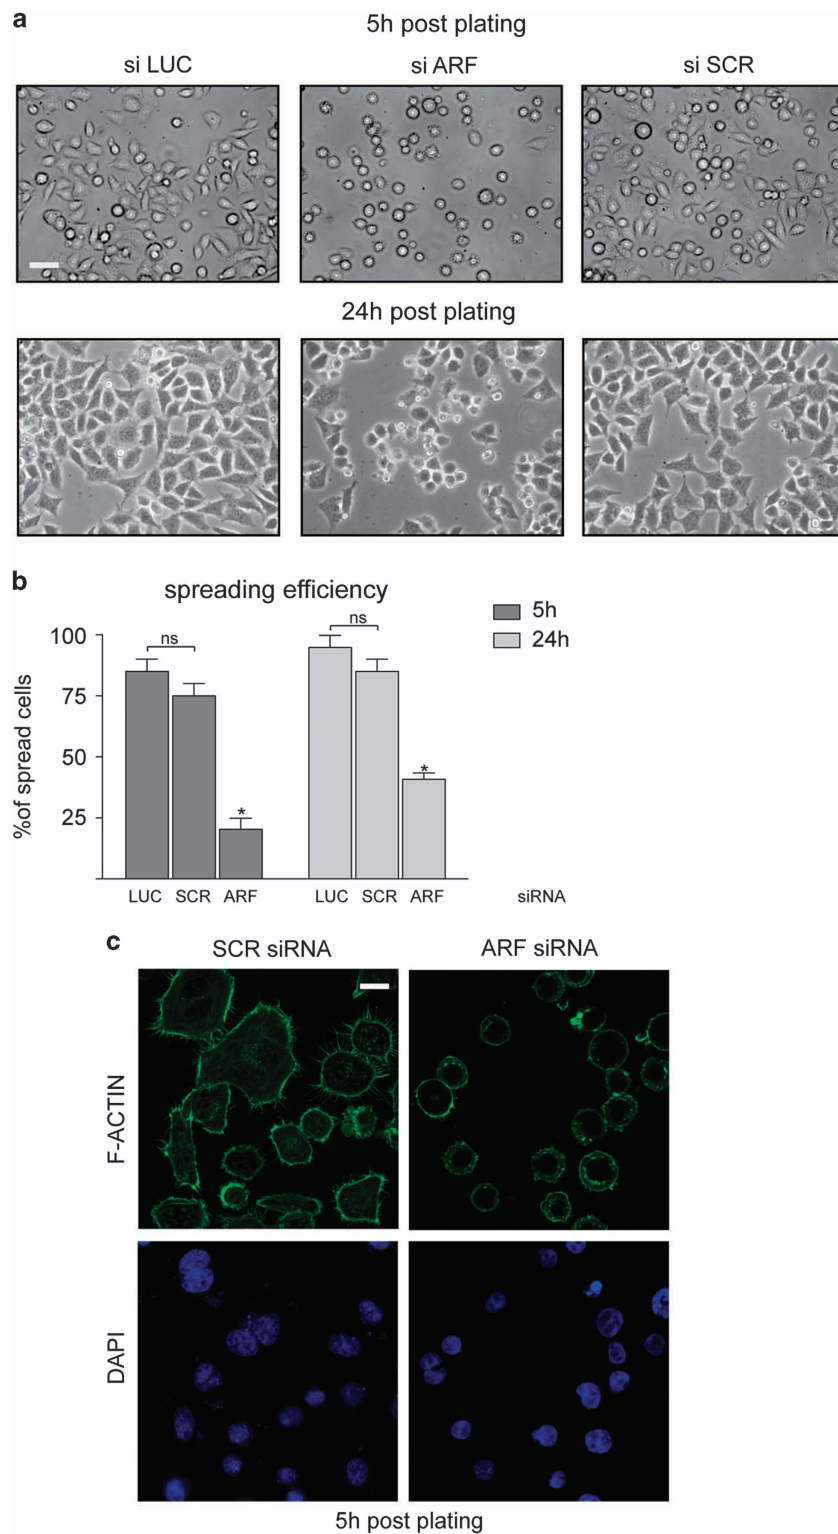 a
5h post plating
si LUC si ARF si SCR
24h post plating
b
spreading efficiency
5h
24h
%of spread cells
100
75
50
25
ns
ns
*
*
LUC SCR ARF LUC SCR ARF siRNA
c
SCR siRNA ARF siRNA
F-ACTIN
DAPI
5h post plating